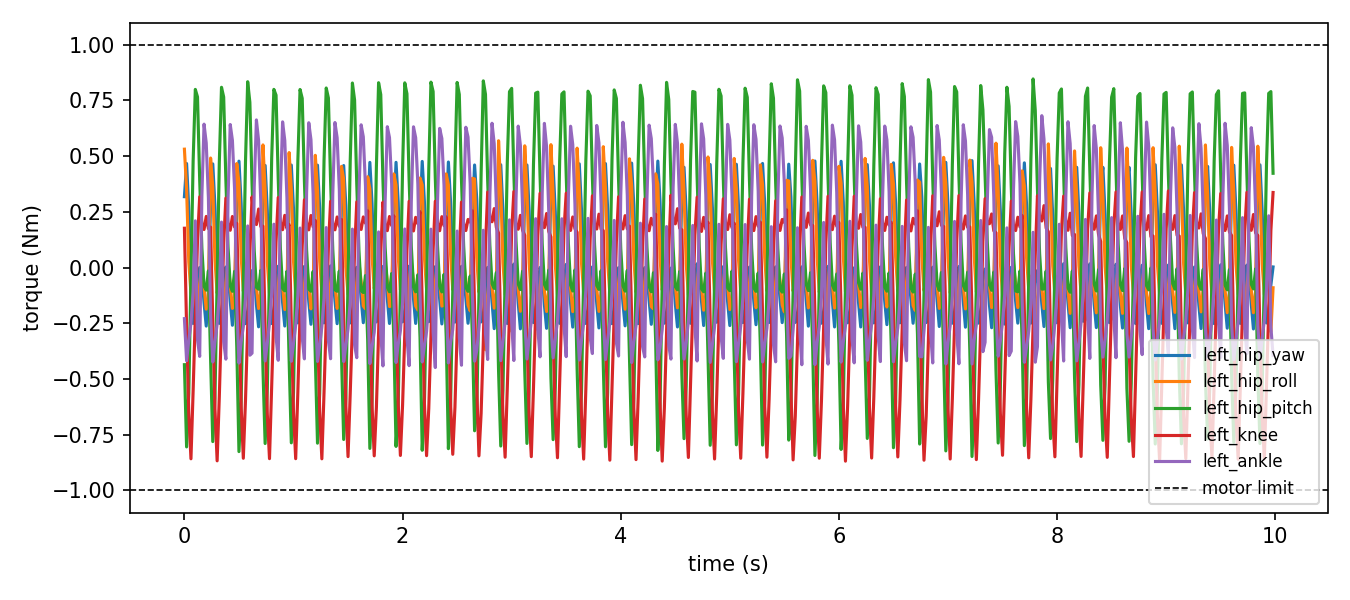 1.00
0.75
0.50
0.25
0.00
−0.25
−0.50
−0.75
−1.00
torque (Nm)
left_hip_yaw
left_hip_roll
left_hip_pitch
left_knee
left_ankle
motor limit
0 2 4 6 8 10
time (s)